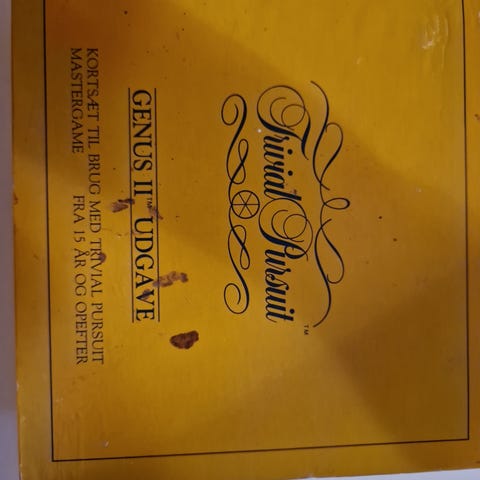 Trivial Pursuit™
GENUS II™ UDGAVE
KORTSÆT TIL BRUG MED TRIVIAL PURSUIT
MASTERGAME FRA 15 ÅR OG OPEFTER